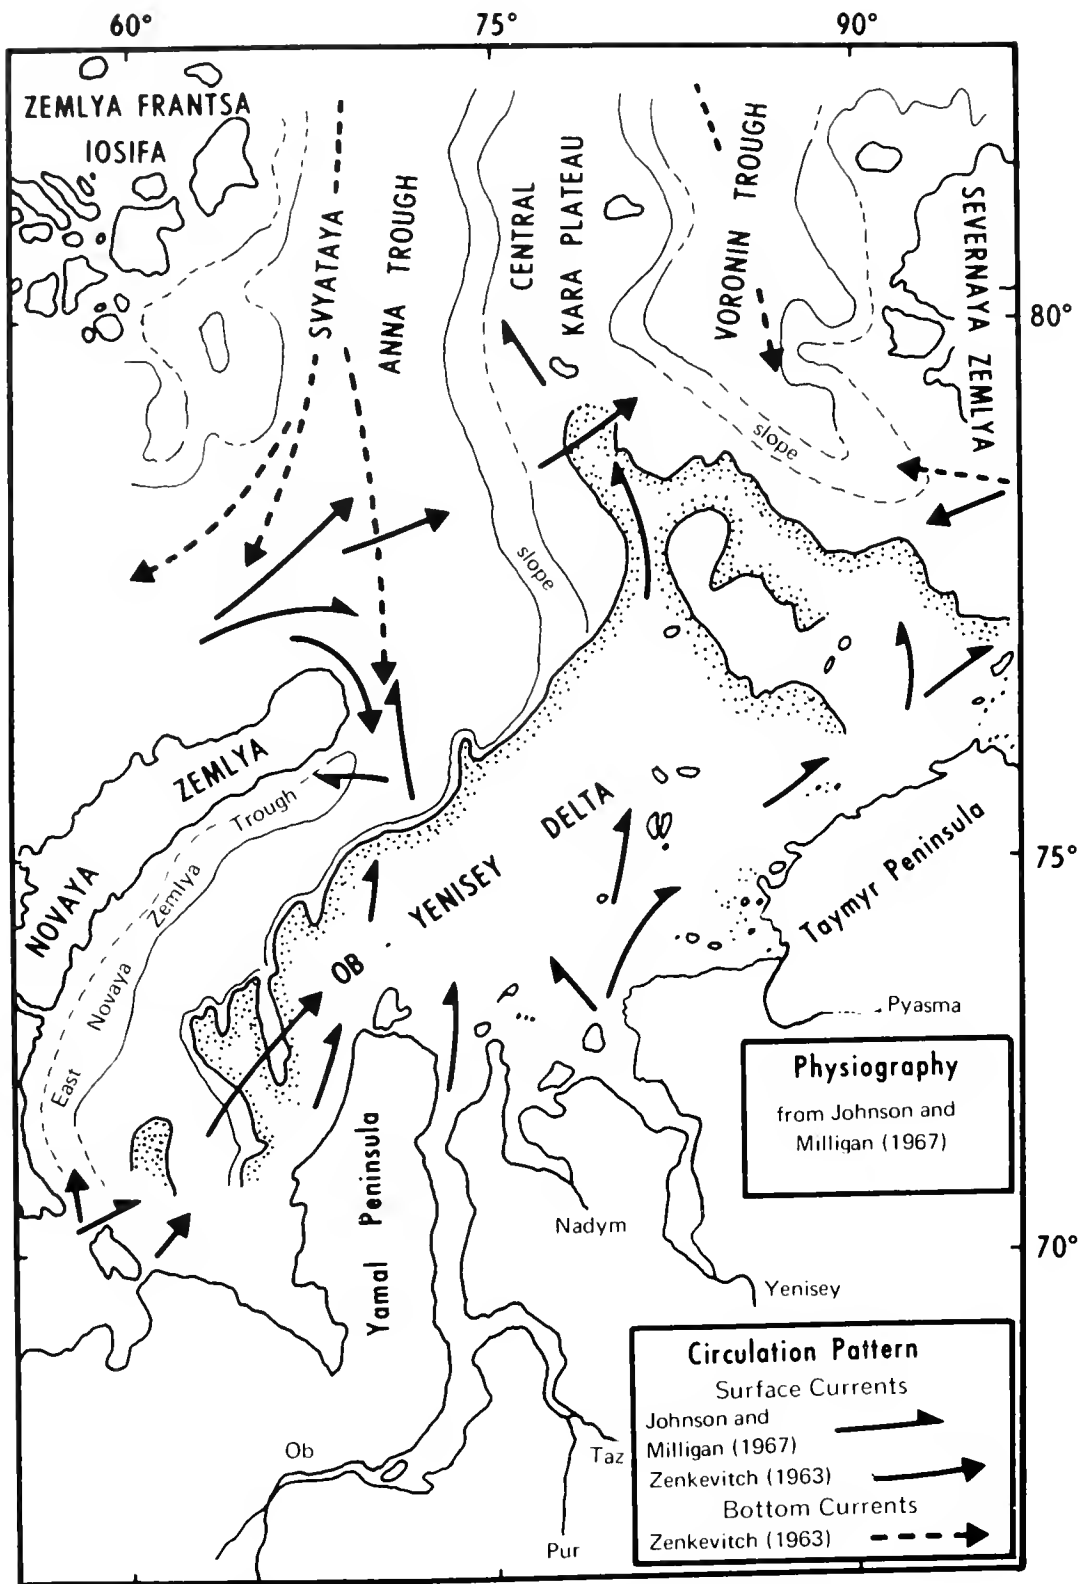 60°
75°
90°
ZEMLYA FRANTSA
IOSIFA
SVYATAYA
ANNA TROUGH
CENTRAL
KARA PLATEAU
VORONIN TROUGH
SEVERNAYA ZEMLYA
80°
slope
slope
NOVAYA
ZEMLYA
East
Novaya
Zemlya
Trough
OB
YENISEY
DELTA
75°
Taymyr Peninsula
Pyasma
Physiography
from Johnson and
Milligan (1967)
Yamal Peninsula
Nadym
70°
Yenisey
Ob
Taz
Pur
Circulation Pattern
Surface Currents
Johnson and
Milligan (1967)
Zenkevitch (1963)
Bottom Currents
Zenkevitch (1963)